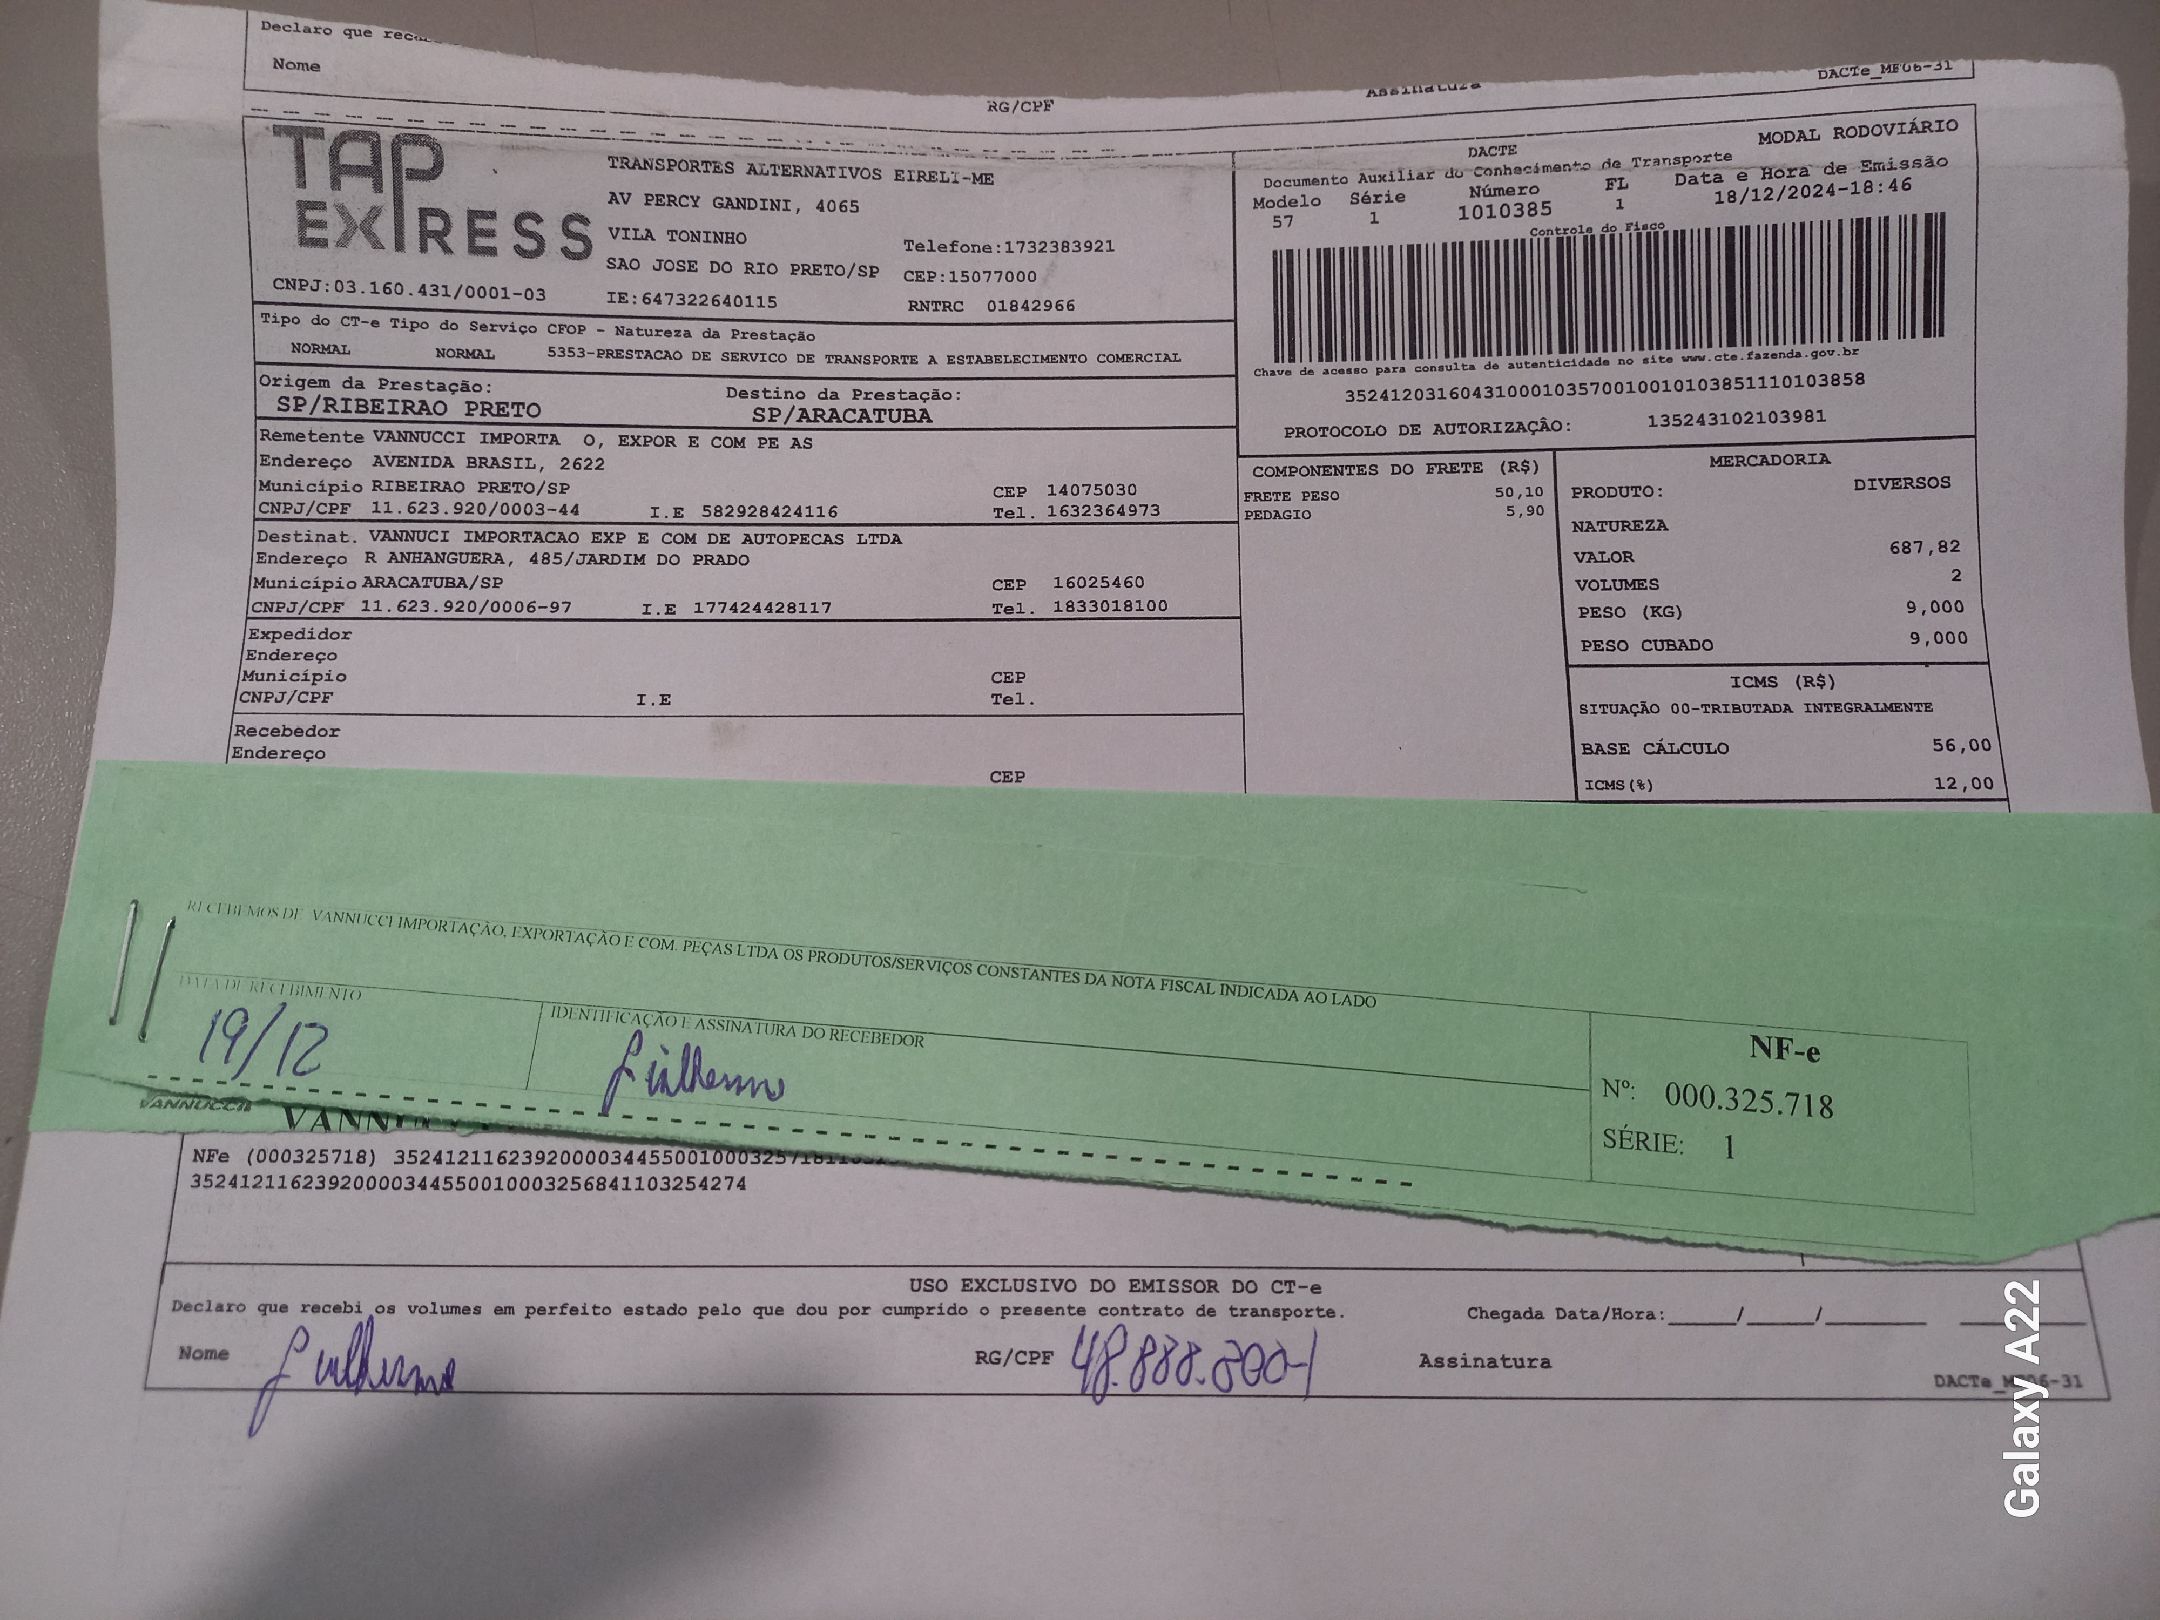 Declaro que
Nome
RG/CPF
Assinatura
DACTe_MF06-31
TAP
EXPRESS
CNPJ:03.160.431/0001-03
TRANSPORTES ALTERNATIVOS EIRELI-ME
AV PERCY GANDINI, 4065
VILA TONINHO
Telefone:1732383921
SAO JOSE DO RIO PRETO/SP CEP:15077000
IE:647322640115 RNTRC 01842966
DACTE MODAL RODOVIÁRIO
Documento Auxiliar do Conhecimento de Transporte
Modelo Série Número FL Data e Hora de Emissão
57 1 1010385 1 18/12/2024-18:46
Controle do Fisco
Chave de acesso para consulta de autenticidade no site www.cte.fazenda.gov.br
35241203160431000103570010010103851110103858
PROTOCOLO DE AUTORIZAÇÃO: 135243102103981
Tipo do CT-e Tipo do Serviço CFOP - Natureza da Prestação
NORMAL NORMAL 5353-PRESTACAO DE SERVICO DE TRANSPORTE A ESTABELECIMENTO COMERCIAL
Origem da Prestação: Destino da Prestação:
SP/RIBEIRAO PRETO SP/ARACATUBA
Remetente VANNUCCI IMPORTA O, EXPOR E COM PE AS
Endereço AVENIDA BRASIL, 2622
Município RIBEIRAO PRETO/SP CEP 14075030
CNPJ/CPF 11.623.920/0003-44 I.E 582928424116 Tel. 1632364973
Destinat. VANNUCI IMPORTACAO EXP E COM DE AUTOPECAS LTDA
Endereço R ANHANGUERA, 485/JARDIM DO PRADO
Município ARACATUBA/SP CEP 16025460
CNPJ/CPF 11.623.920/0006-97 I.E 177424428117 Tel. 1833018100
Expedidor
Endereço
Município CEP
CNPJ/CPF I.E Tel.
Recebedor
Endereço
CEP
COMPONENTES DO FRETE (R$)
FRETE PESO 50,10
PEDAGIO 5,90
MERCADORIA
PRODUTO: DIVERSOS
NATUREZA
VALOR 687,82
VOLUMES 2
PESO (KG) 9,000
PESO CUBADO 9,000
ICMS (R$)
SITUAÇÃO 00-TRIBUTADA INTEGRALMENTE
BASE CÁLCULO 56,00
ICMS(%) 12,00
RECEBEMOS DE VANNUCCI IMPORTAÇÃO, EXPORTAÇÃO E COM. PEÇAS LTDA OS PRODUTOS/SERVIÇOS CONSTANTES DA NOTA FISCAL INDICADA AO LADO
DATA DE RECEBIMENTO
19/12
IDENTIFICAÇÃO E ASSINATURA DO RECEBEDOR
Guilherme
NF-e
Nº: 000.325.718
SÉRIE: 1
VANNUCCI
NFe (000325718)
35241211623920000344550010003256841103254274
USO EXCLUSIVO DO EMISSOR DO CT-e
Declaro que recebi os volumes em perfeito estado pelo que dou por cumprido o presente contrato de transporte. Chegada Data/Hora:____/____/____
Nome Guilherme RG/CPF 48.888.800-1 Assinatura
DACTe_MF06-31
Galaxy A22